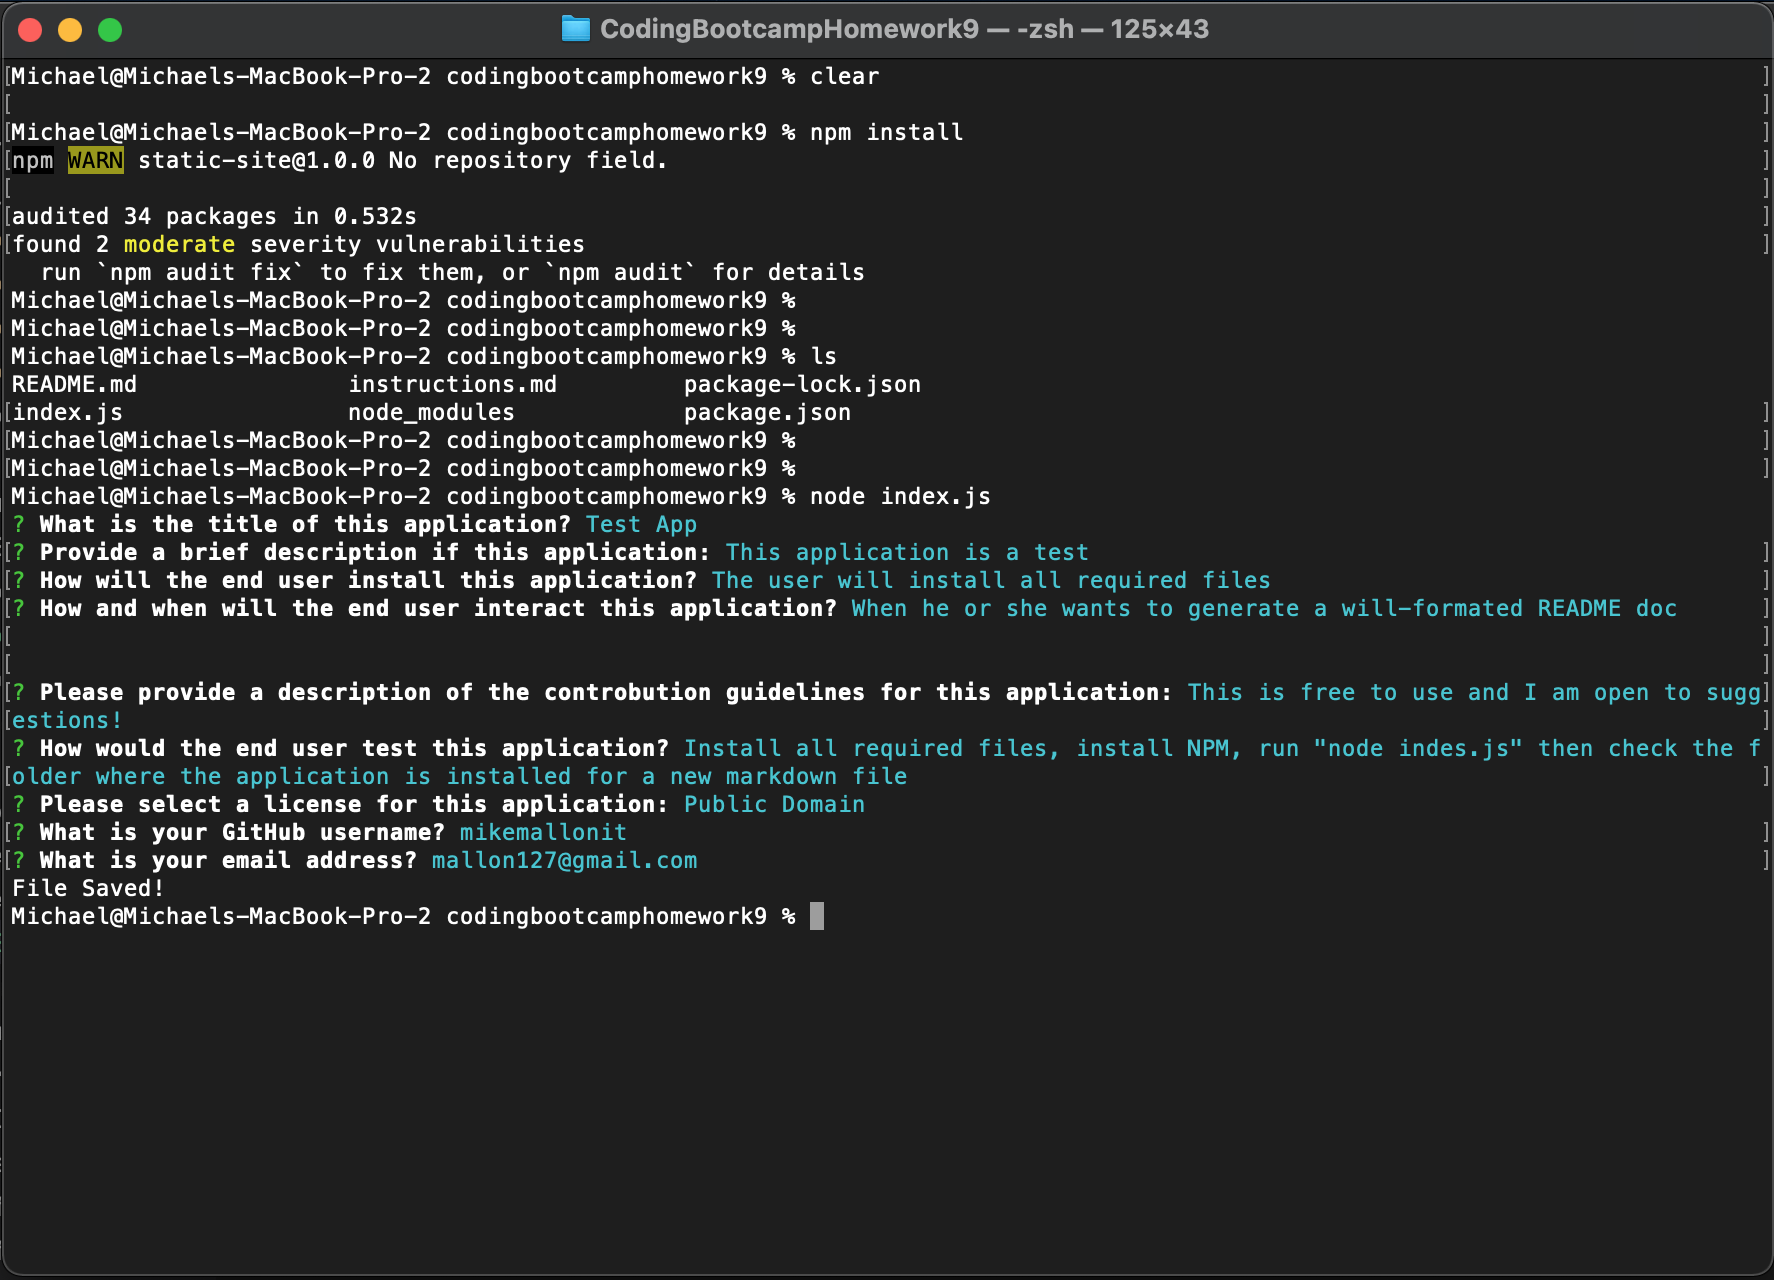 CodingBootcampHomework9 — -zsh — 125×43
[Michael@Michaels-MacBook-Pro-2 codingbootcamphomework9 % clear ]
[ ]
[Michael@Michaels-MacBook-Pro-2 codingbootcamphomework9 % npm install ]
[npm WARN static-site@1.0.0 No repository field. ]
[ ]
[audited 34 packages in 0.532s ]
[found 2 moderate severity vulnerabilities ]
  run `npm audit fix` to fix them, or `npm audit` for details
Michael@Michaels-MacBook-Pro-2 codingbootcamphomework9 %
Michael@Michaels-MacBook-Pro-2 codingbootcamphomework9 %
Michael@Michaels-MacBook-Pro-2 codingbootcamphomework9 % ls
README.md instructions.md package-lock.json
[index.js node_modules package.json ]
[Michael@Michaels-MacBook-Pro-2 codingbootcamphomework9 % ]
[Michael@Michaels-MacBook-Pro-2 codingbootcamphomework9 % ]
Michael@Michaels-MacBook-Pro-2 codingbootcamphomework9 % node index.js
? What is the title of this application? Test App
[? Provide a brief description if this application: This application is a test ]
[? How will the end user install this application? The user will install all required files ]
[? How and when will the end user interact this application? When he or she wants to generate a will-formated README doc ]
[ ]
[ ]
[? Please provide a description of the controbution guidelines for this application: This is free to use and I am open to sugg]
[estions! ]
? How would the end user test this application? Install all required files, install NPM, run "node indes.js" then check the f
[older where the application is installed for a new markdown file ]
? Please select a license for this application: Public Domain
[? What is your GitHub username? mikemallonit ]
[? What is your email address? mallon127@gmail.com ]
File Saved!
Michael@Michaels-MacBook-Pro-2 codingbootcamphomework9 %